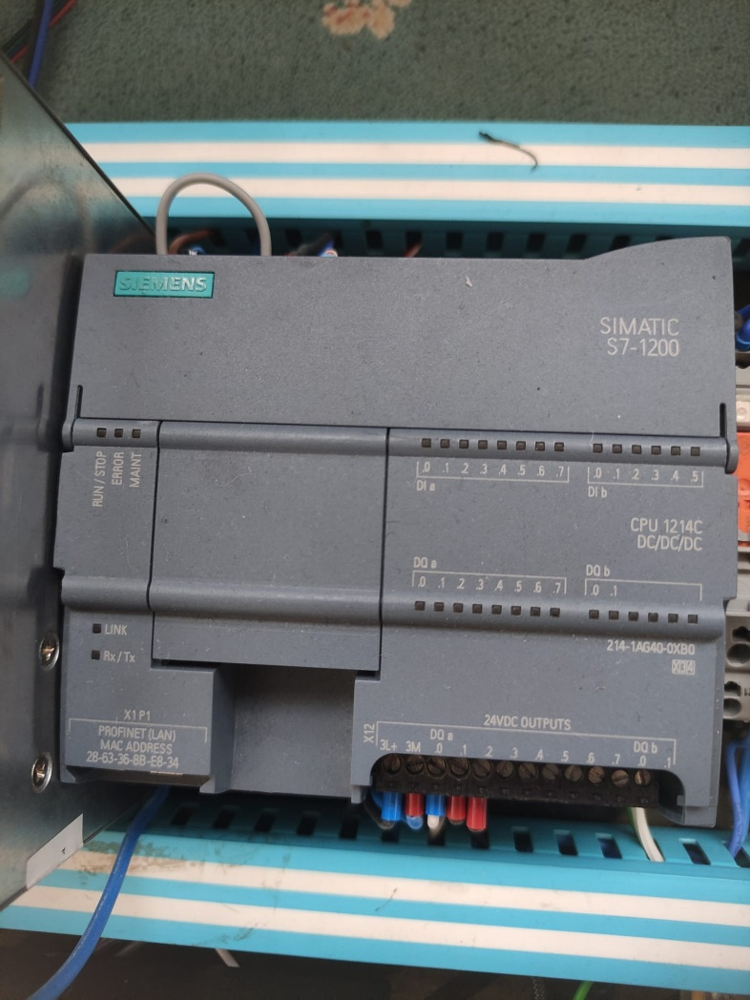 SIEMENS
SIMATIC
S7-1200
RUN / STOP
ERROR
MAINT
.0 .1 .2 .3 .4 .5 .6 .7
DI a
.0 .1 .2 .3 .4 .5
DI b
CPU 1214C
DC/DC/DC
DQ a
.0 .1 .2 .3 .4 .5 .6 .7
DQ b
.0 .1
LINK
Rx / Tx
214-1AG40-0XB0
X1 P1
PROFINET (LAN)
MAC ADDRESS
28-63-36-8B-E8-34
X12
24VDC OUTPUTS
DQ a
DQ b
3L+ 3M .0 .1 .2 .3 .4 .5 .6 .7 .0 .1